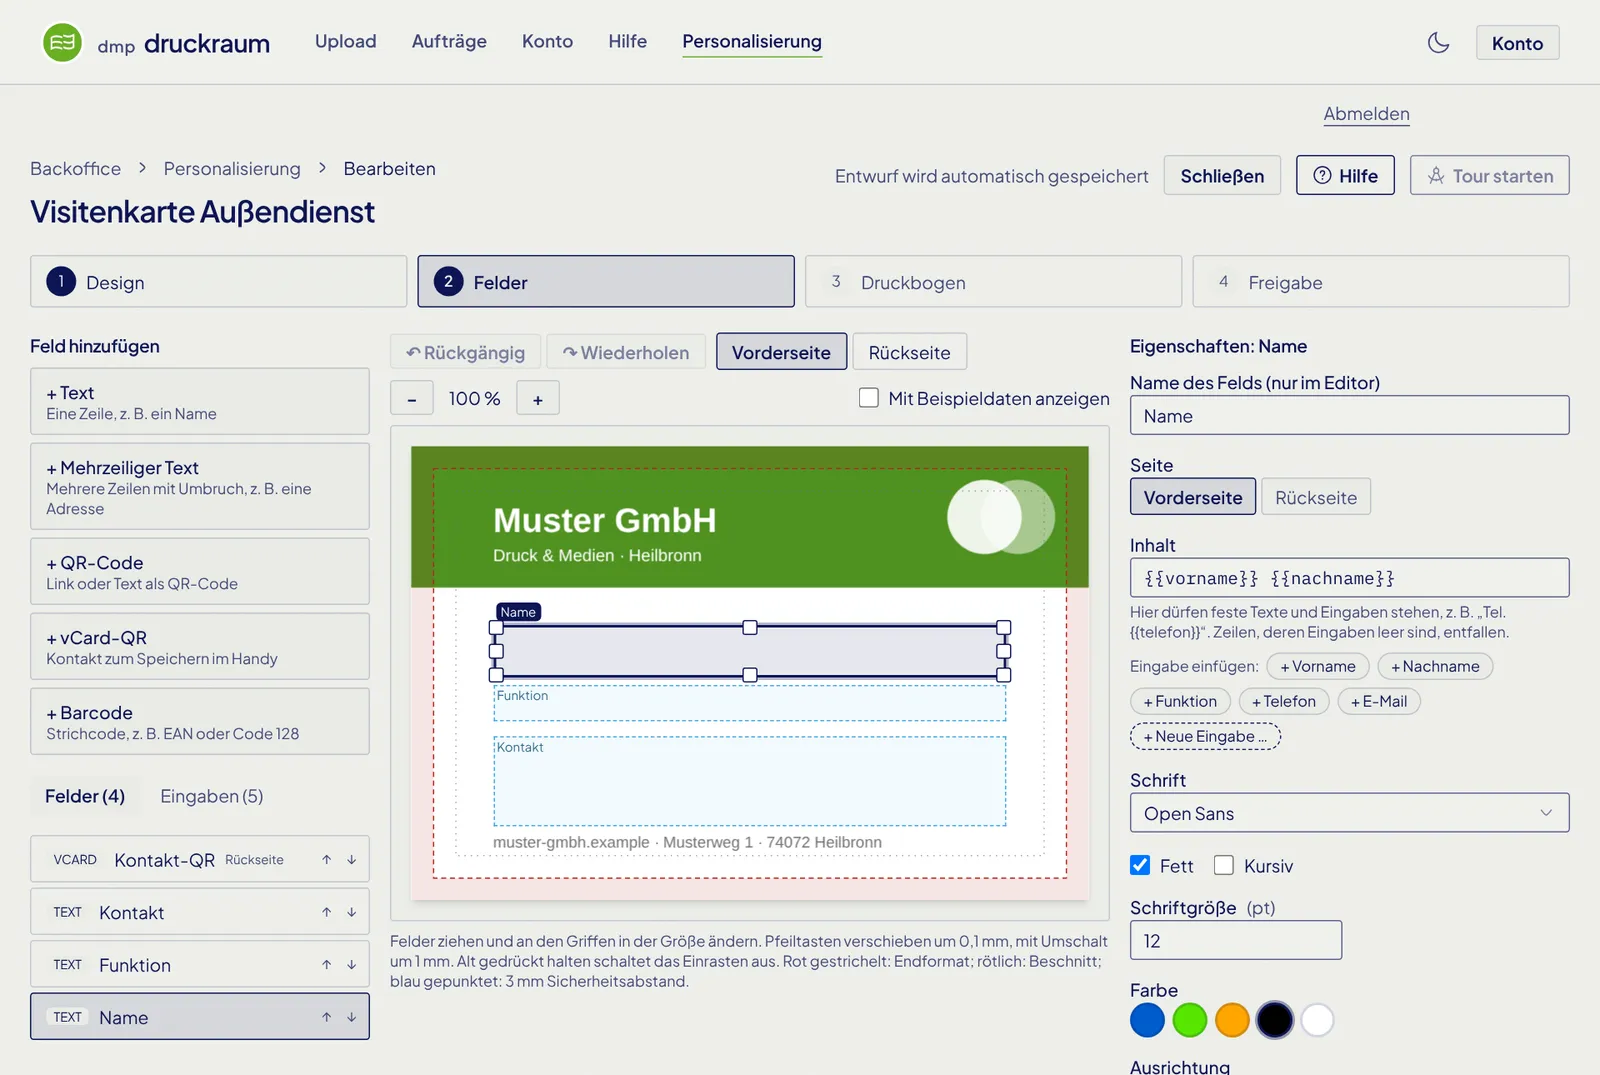 dmp druckraum
Upload
Aufträge
Konto
Hilfe
Personalisierung
Konto
Abmelden
Backoffice > Personalisierung > Bearbeiten
Entwurf wird automatisch gespeichert
Schließen
Hilfe
Tour starten
Visitenkarte Außendienst
1 Design
2 Felder
3 Druckbogen
4 Freigabe
Feld hinzufügen
+ Text
Eine Zeile, z. B. ein Name
+ Mehrzeiliger Text
Mehrere Zeilen mit Umbruch, z. B. eine
Adresse
+ QR-Code
Link oder Text als QR-Code
+ vCard-QR
Kontakt zum Speichern im Handy
+ Barcode
Strichcode, z. B. EAN oder Code 128
Felder (4)
Eingaben (5)
VCARD Kontakt-QR Rückseite ↑ ↓
TEXT Kontakt ↑ ↓
TEXT Funktion ↑ ↓
TEXT Name ↑ ↓
↶ Rückgängig
↷ Wiederholen
Vorderseite
Rückseite
- 100 % +
Mit Beispieldaten anzeigen
Muster GmbH
Druck & Medien · Heilbronn
Name
Funktion
Kontakt
muster-gmbh.example · Musterweg 1 · 74072 Heilbronn
Felder ziehen und an den Griffen in der Größe ändern. Pfeiltasten verschieben um 0,1 mm, mit Umschalt
um 1 mm. Alt gedrückt halten schaltet das Einrasten aus. Rot gestrichelt: Endformat; rötlich: Beschnitt;
blau gepunktet: 3 mm Sicherheitsabstand.
Eigenschaften: Name
Name des Felds (nur im Editor)
Name
Seite
Vorderseite
Rückseite
Inhalt
{{vorname}} {{nachname}}
Hier dürfen feste Texte und Eingaben stehen, z. B. „Tel.
{{telefon}}“. Zeilen, deren Eingaben leer sind, entfallen.
Eingabe einfügen: + Vorname + Nachname
+ Funktion + Telefon + E-Mail
+ Neue Eingabe …
Schrift
Open Sans
Fett
Kursiv
Schriftgröße (pt)
12
Farbe
Ausrichtung